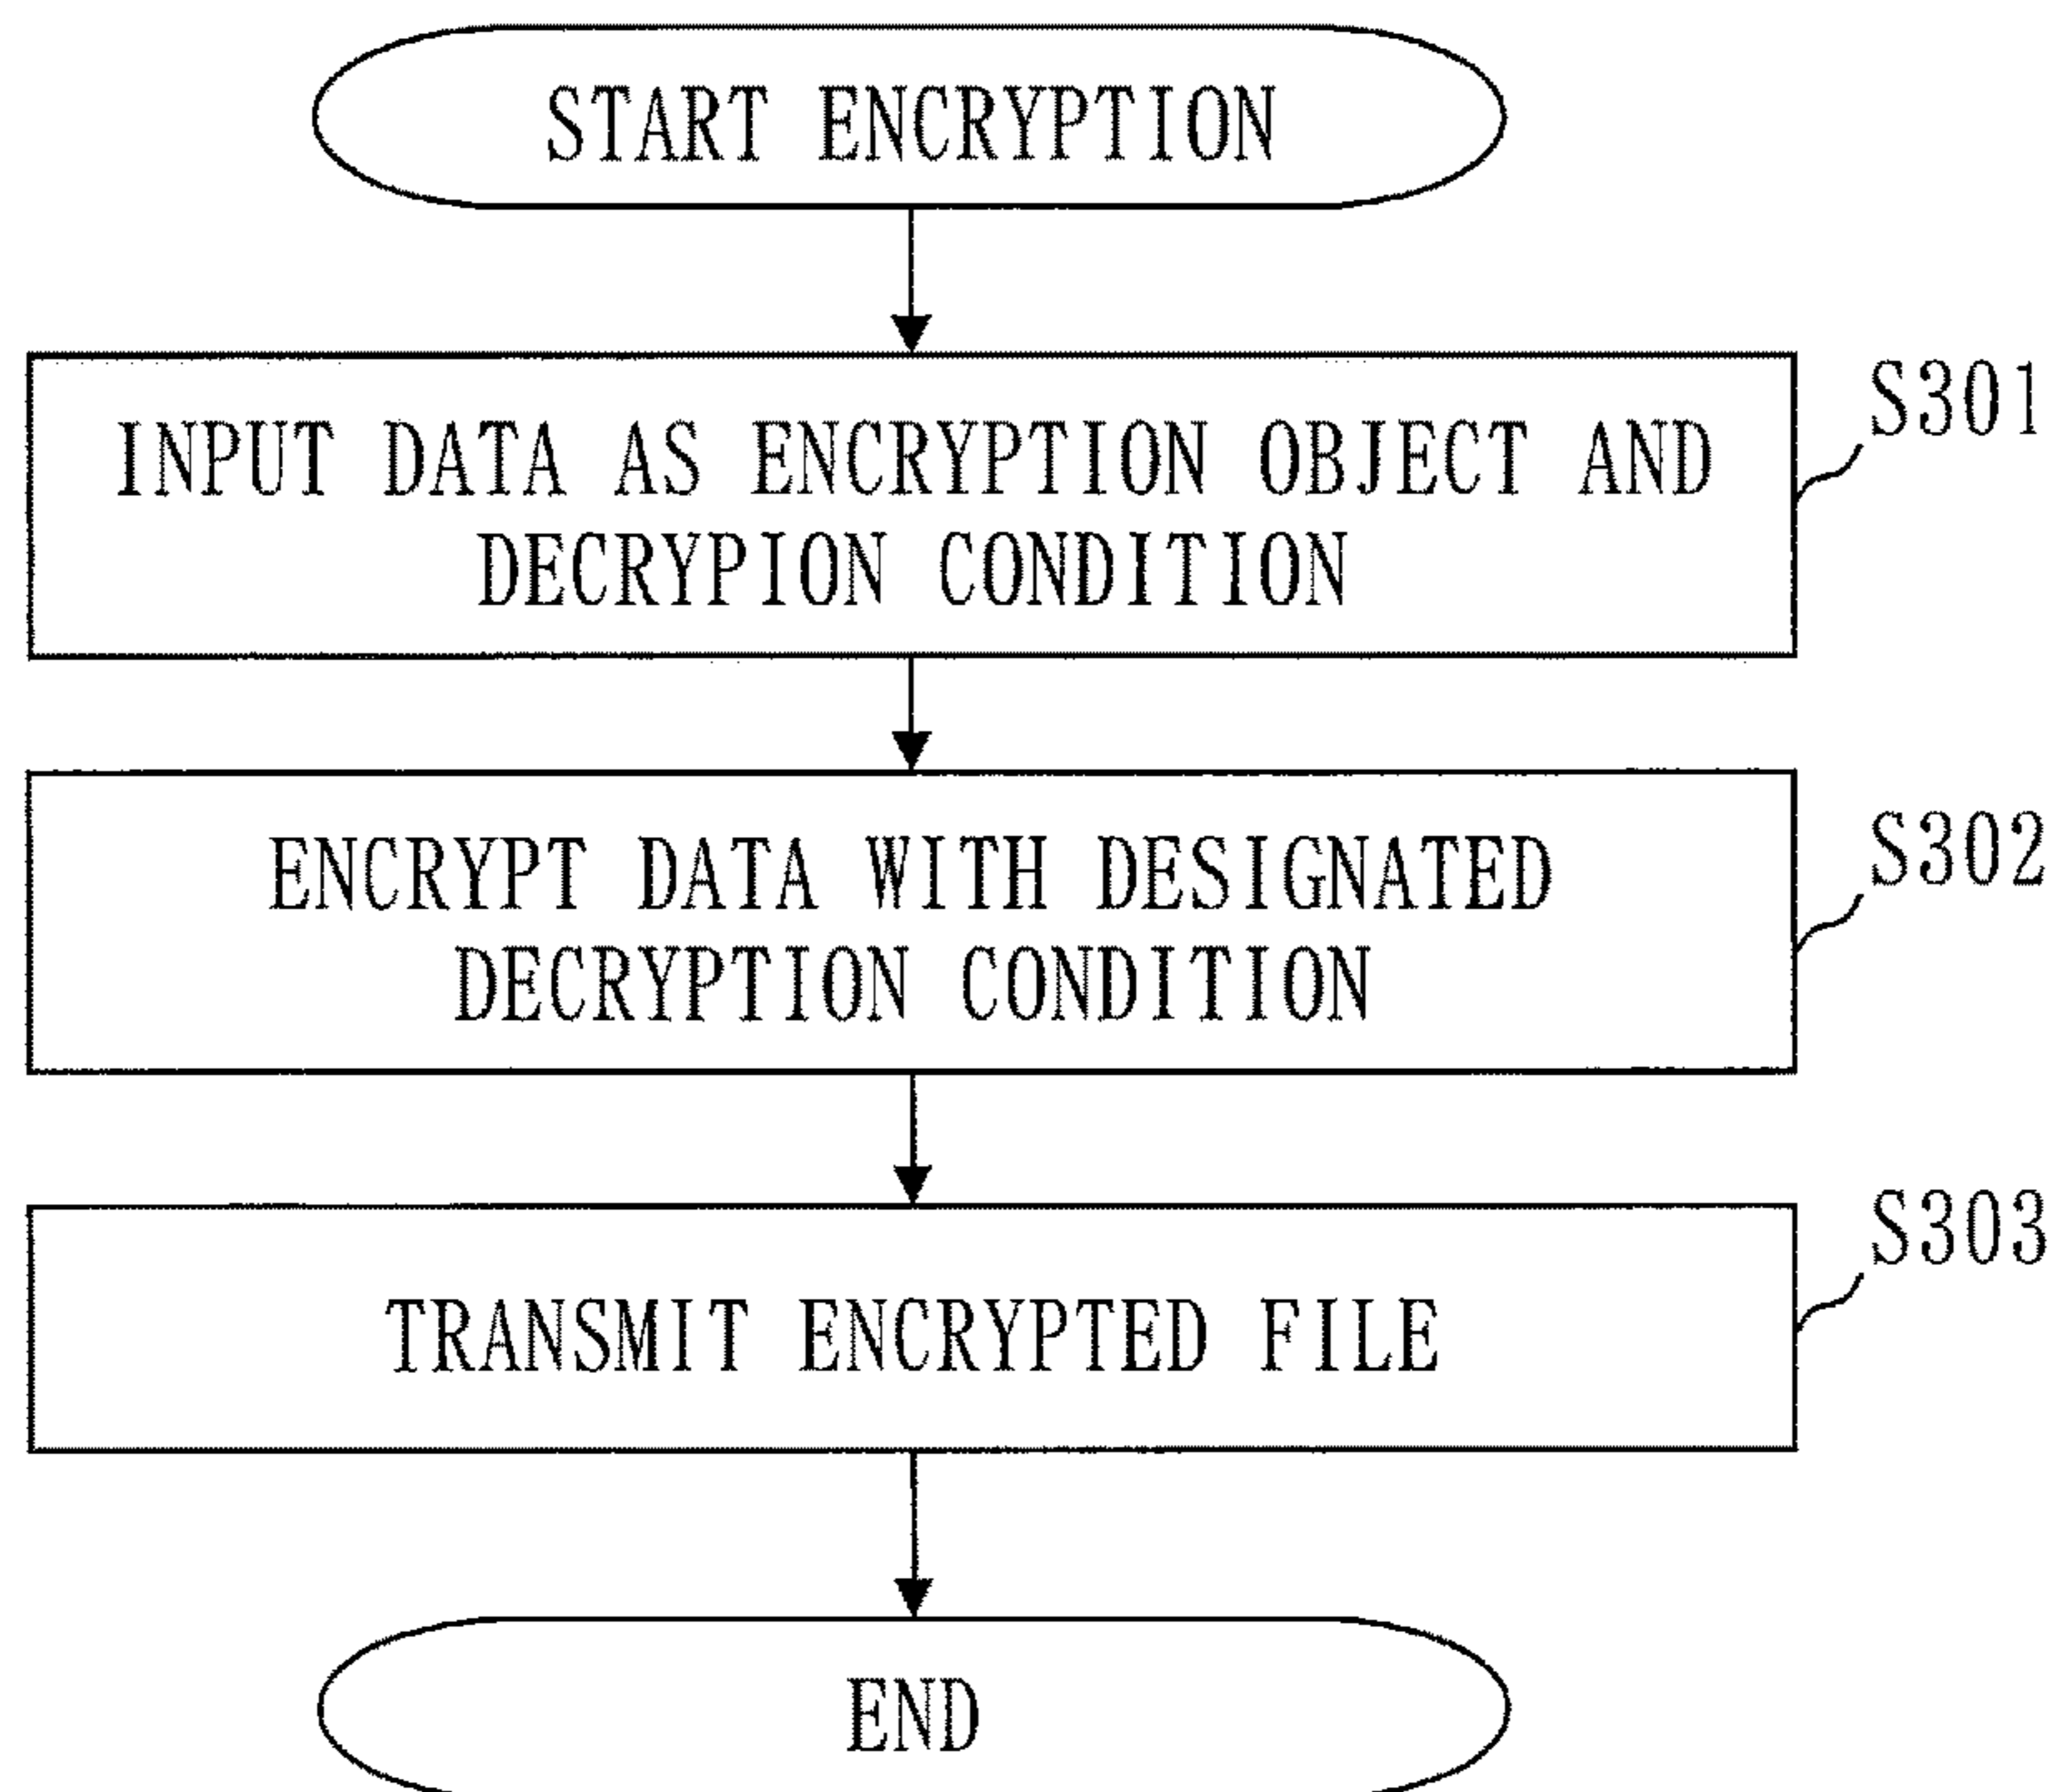 START ENCRYPTION
S301
INPUT DATA AS ENCRYPTION OBJECT AND
DECRYPION CONDITION
S302
ENCRYPT DATA WITH DESIGNATED
DECRYPTION CONDITION
S303
TRANSMIT ENCRYPTED FILE
END